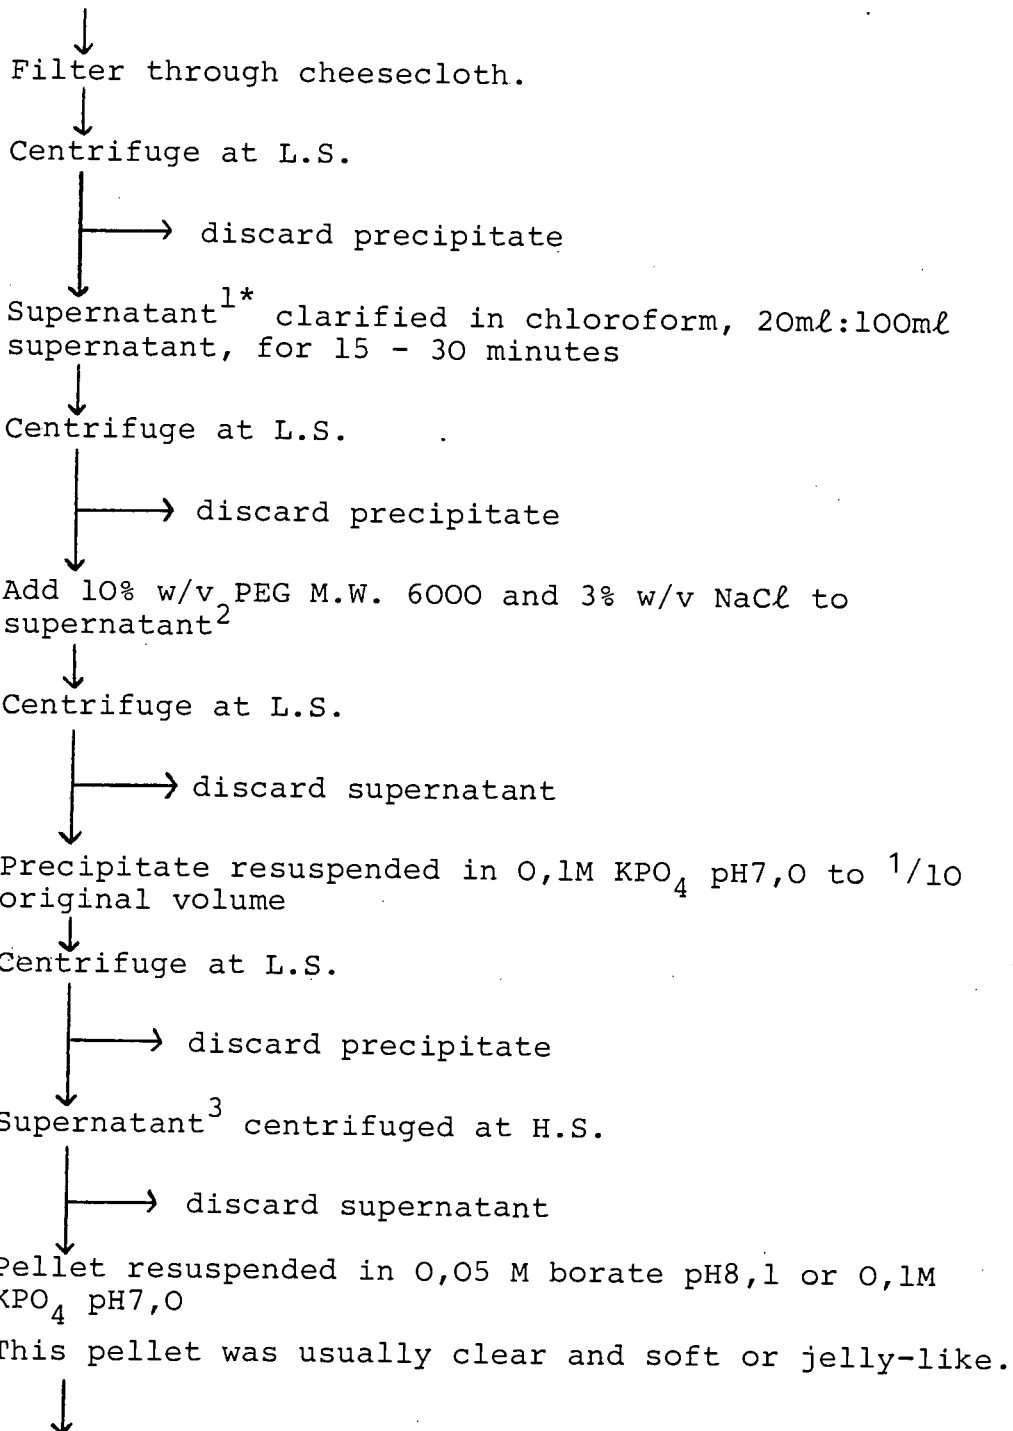 Filter through cheesecloth.
Centrifuge at L.S.
discard precipitate
Supernatant¹* clarified in chloroform, 20mℓ:100mℓ
supernatant, for 15 - 30 minutes
Centrifuge at L.S.
discard precipitate
Add 10% w/v PEG M.W. 6000 and 3% w/v NaCℓ to
supernatant²
Centrifuge at L.S.
discard supernatant
Precipitate resuspended in 0,1M KPO₄ pH7,0 to ¹/10
original volume
Centrifuge at L.S.
discard precipitate
Supernatant³ centrifuged at H.S.
discard supernatant
Pellet resuspended in 0,05 M borate pH8,1 or 0,1M
KPO₄ pH7,0
This pellet was usually clear and soft or jelly-like.